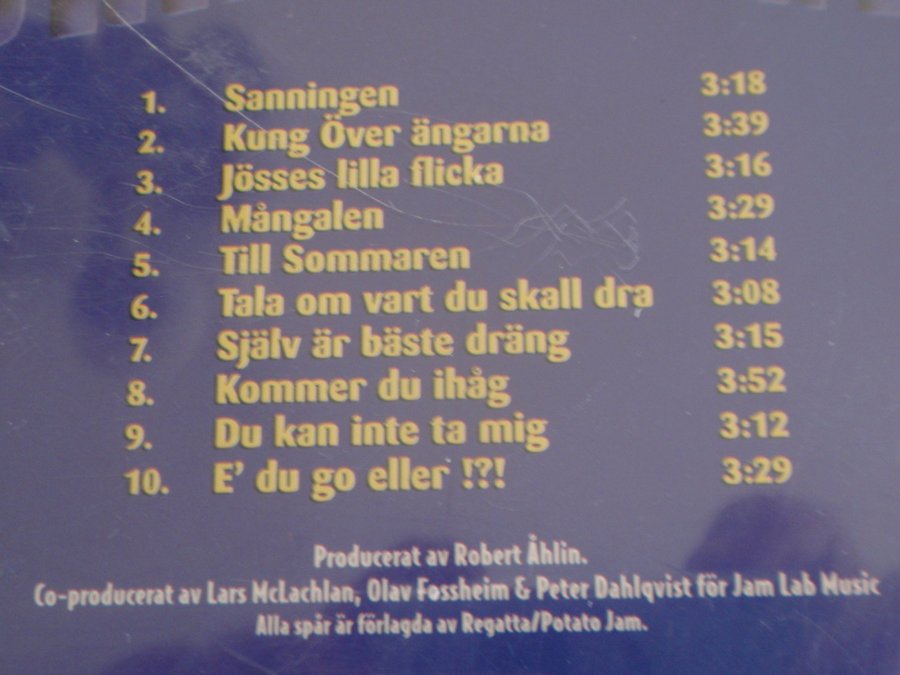 1. Sanningen 3:18
2. Kung Över ängarna 3:39
3. Jösses lilla flicka 3:16
4. Mångalen 3:29
5. Till Sommaren 3:14
6. Tala om vart du skall dra 3:08
7. Själv är bäste dräng 3:15
8. Kommer du ihåg 3:52
9. Du kan inte ta mig 3:12
10. E' du go eller !?! 3:29
Producerat av Robert Åhlin.
Co-producerat av Lars McLachlan, Olav Fossheim & Peter Dahlqvist för Jam Lab Music
Alla spår är förlagda av Regatta/Potato Jam.